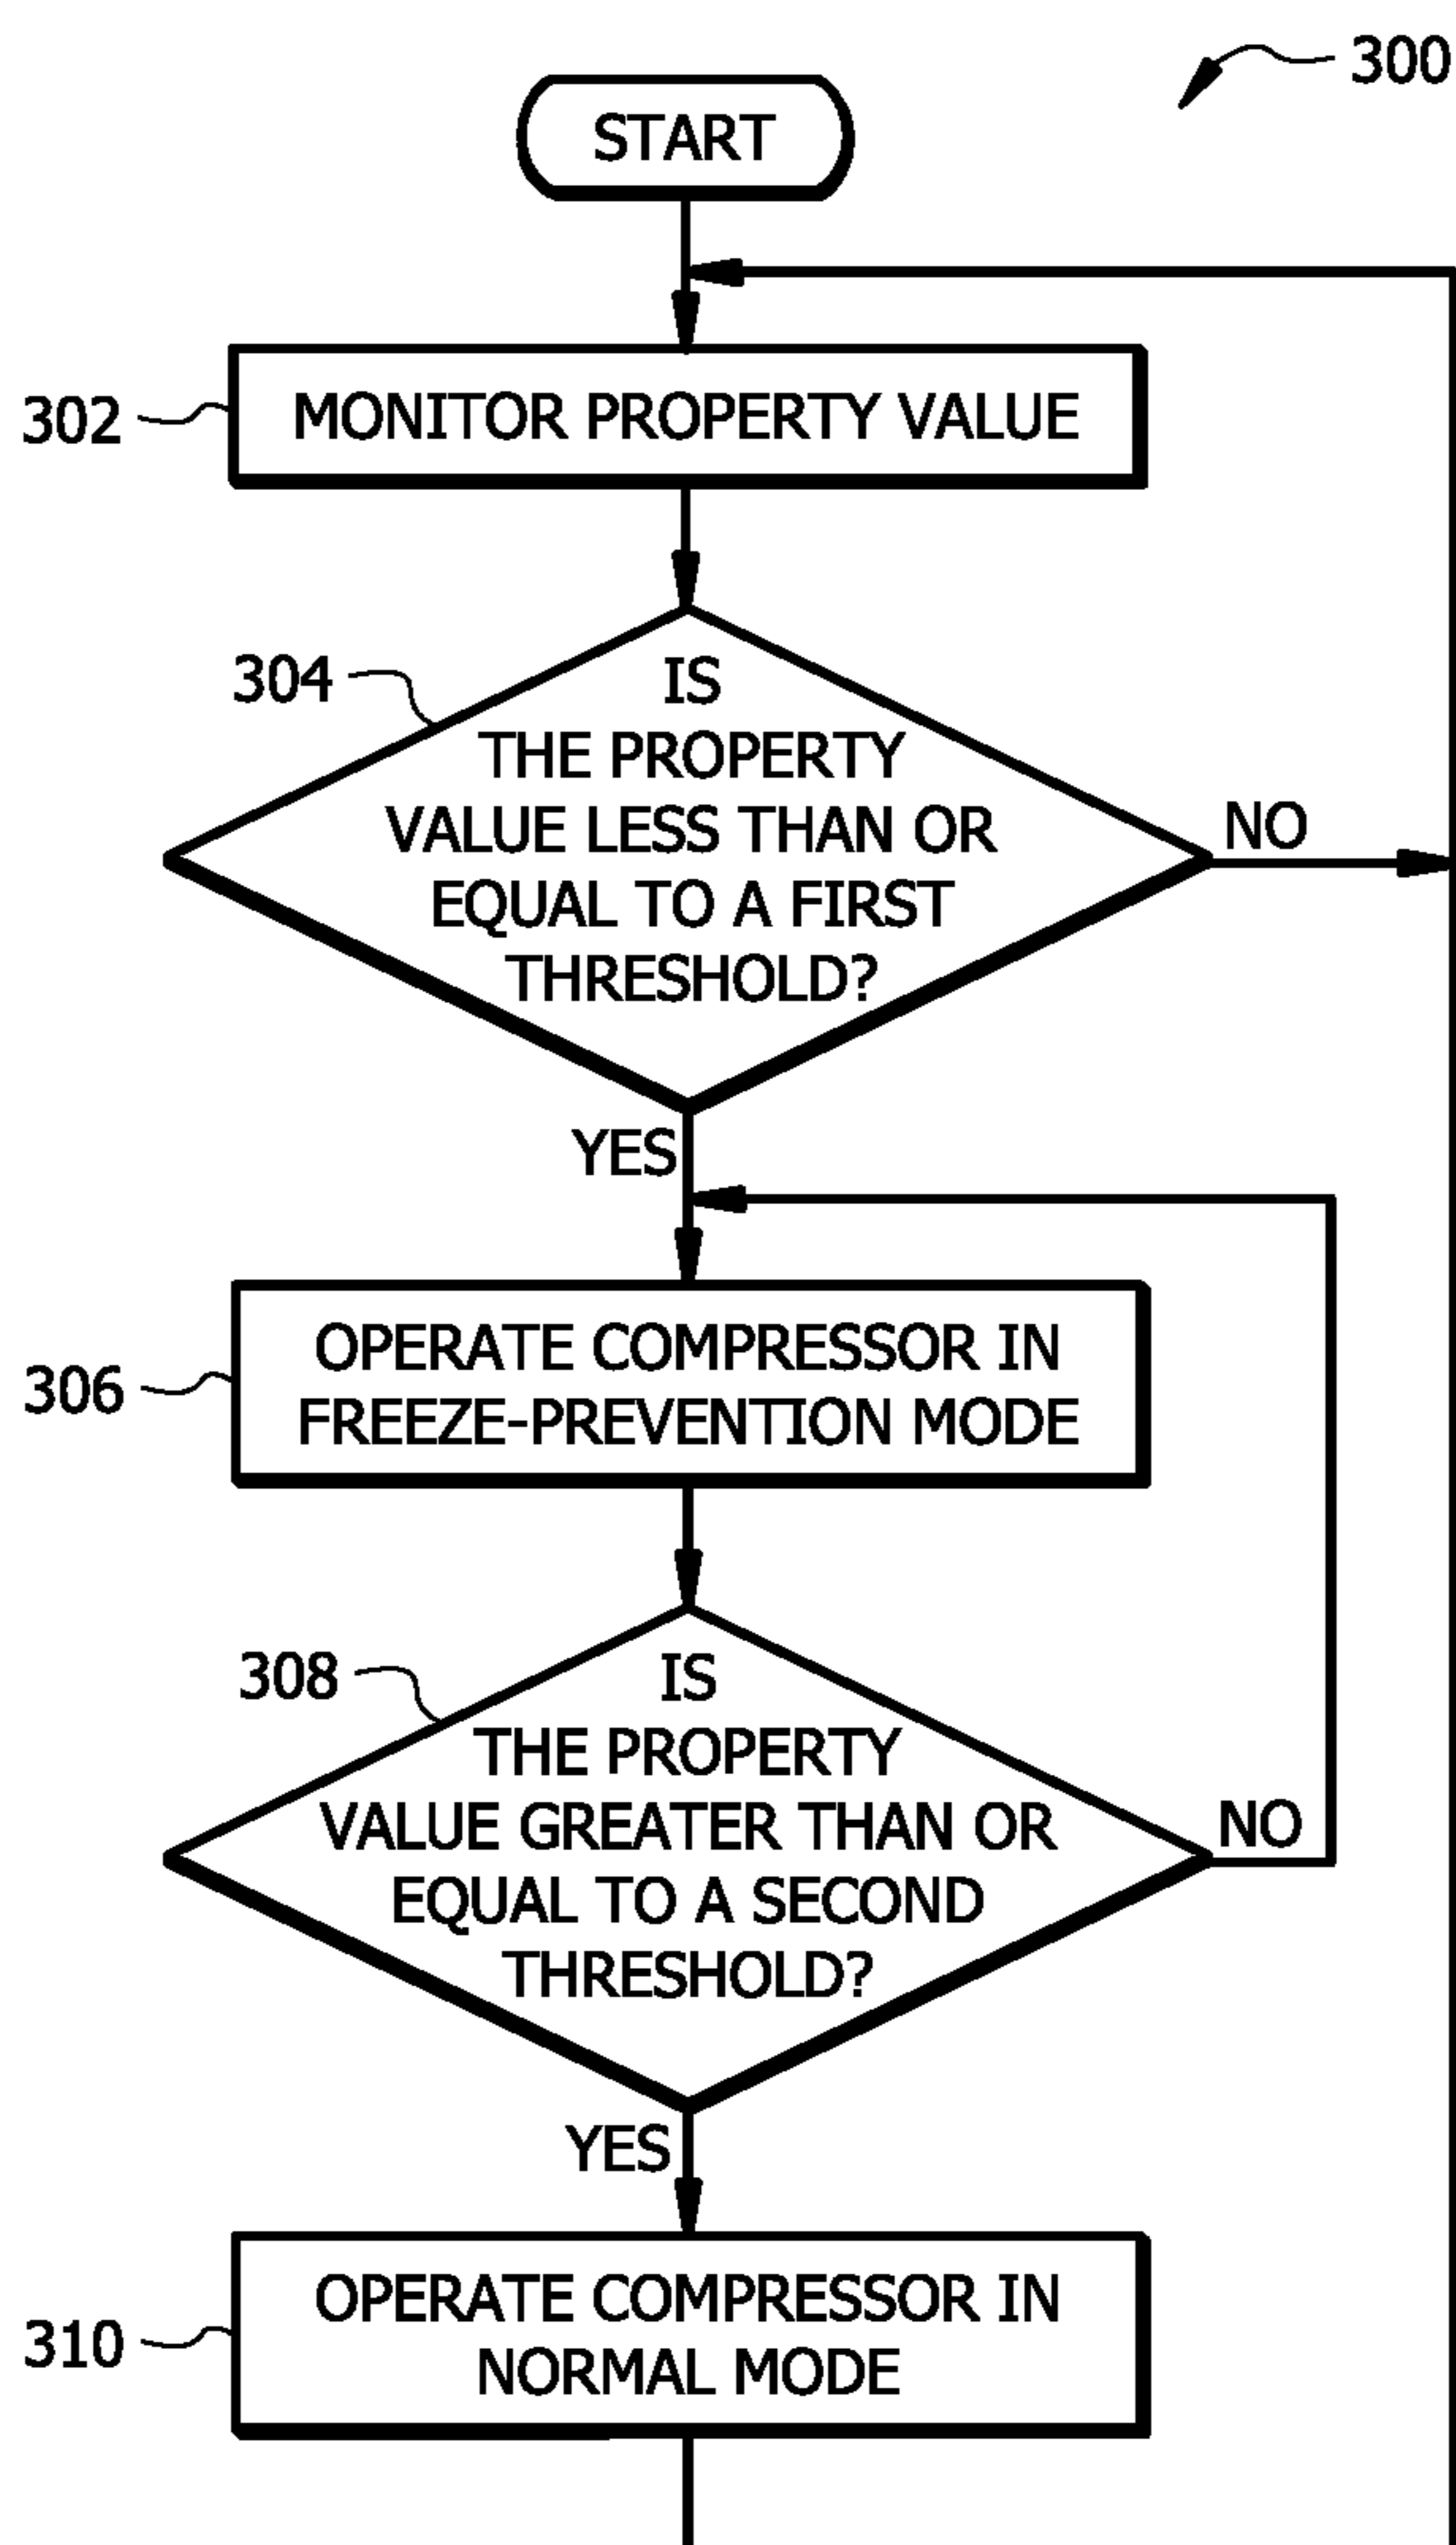 300
START
302
MONITOR PROPERTY VALUE
304
IS
THE PROPERTY
VALUE LESS THAN OR
EQUAL TO A FIRST
THRESHOLD?
NO
YES
306
OPERATE COMPRESSOR IN
FREEZE-PREVENTION MODE
308
IS
THE PROPERTY
VALUE GREATER THAN OR
EQUAL TO A SECOND
THRESHOLD?
NO
YES
310
OPERATE COMPRESSOR IN
NORMAL MODE